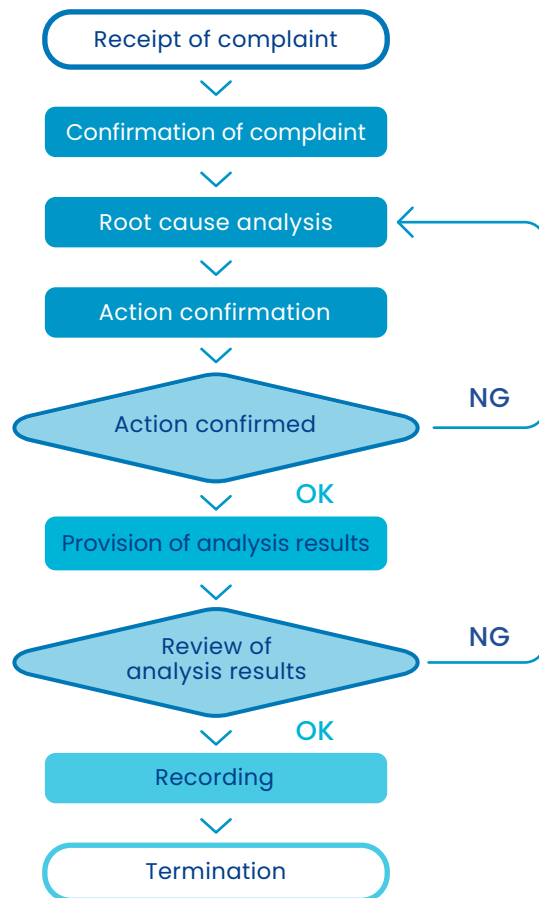 Receipt of complaint
Confirmation of complaint
Root cause analysis
Action confirmation
Action confirmed
NG
OK
Provision of analysis results
Review of
analysis results
NG
OK
Recording
Termination